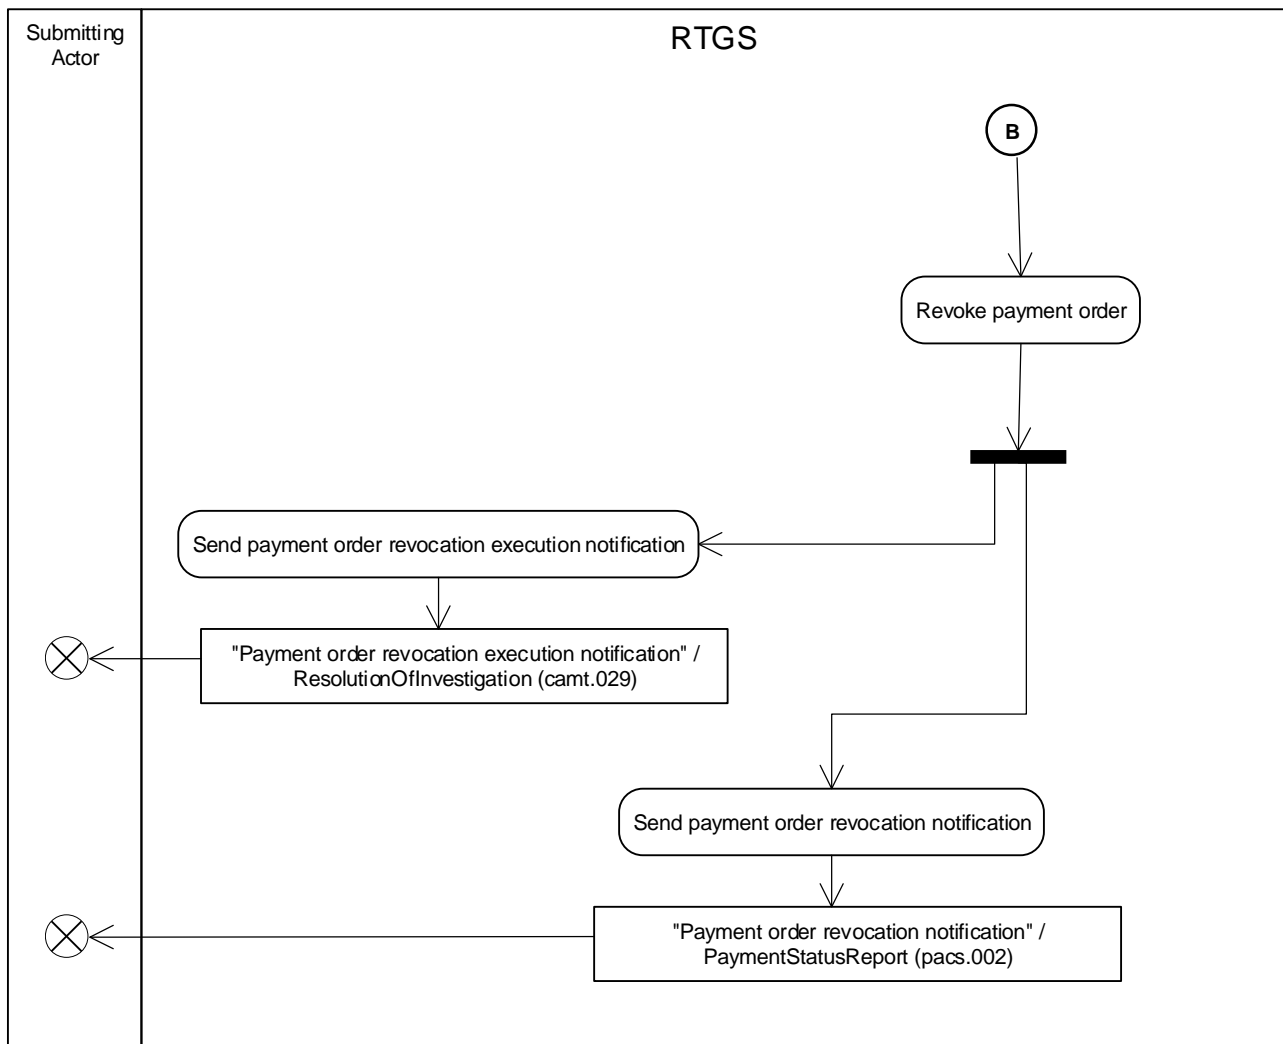 Submitting
Actor
RTGS
B
Revoke payment order
Send payment order revocation execution notification
"Payment order revocation execution notification" /
ResolutionOfInvestigation (camt.029)
Send payment order revocation notification
"Payment order revocation notification" /
PaymentStatusReport (pacs.002)